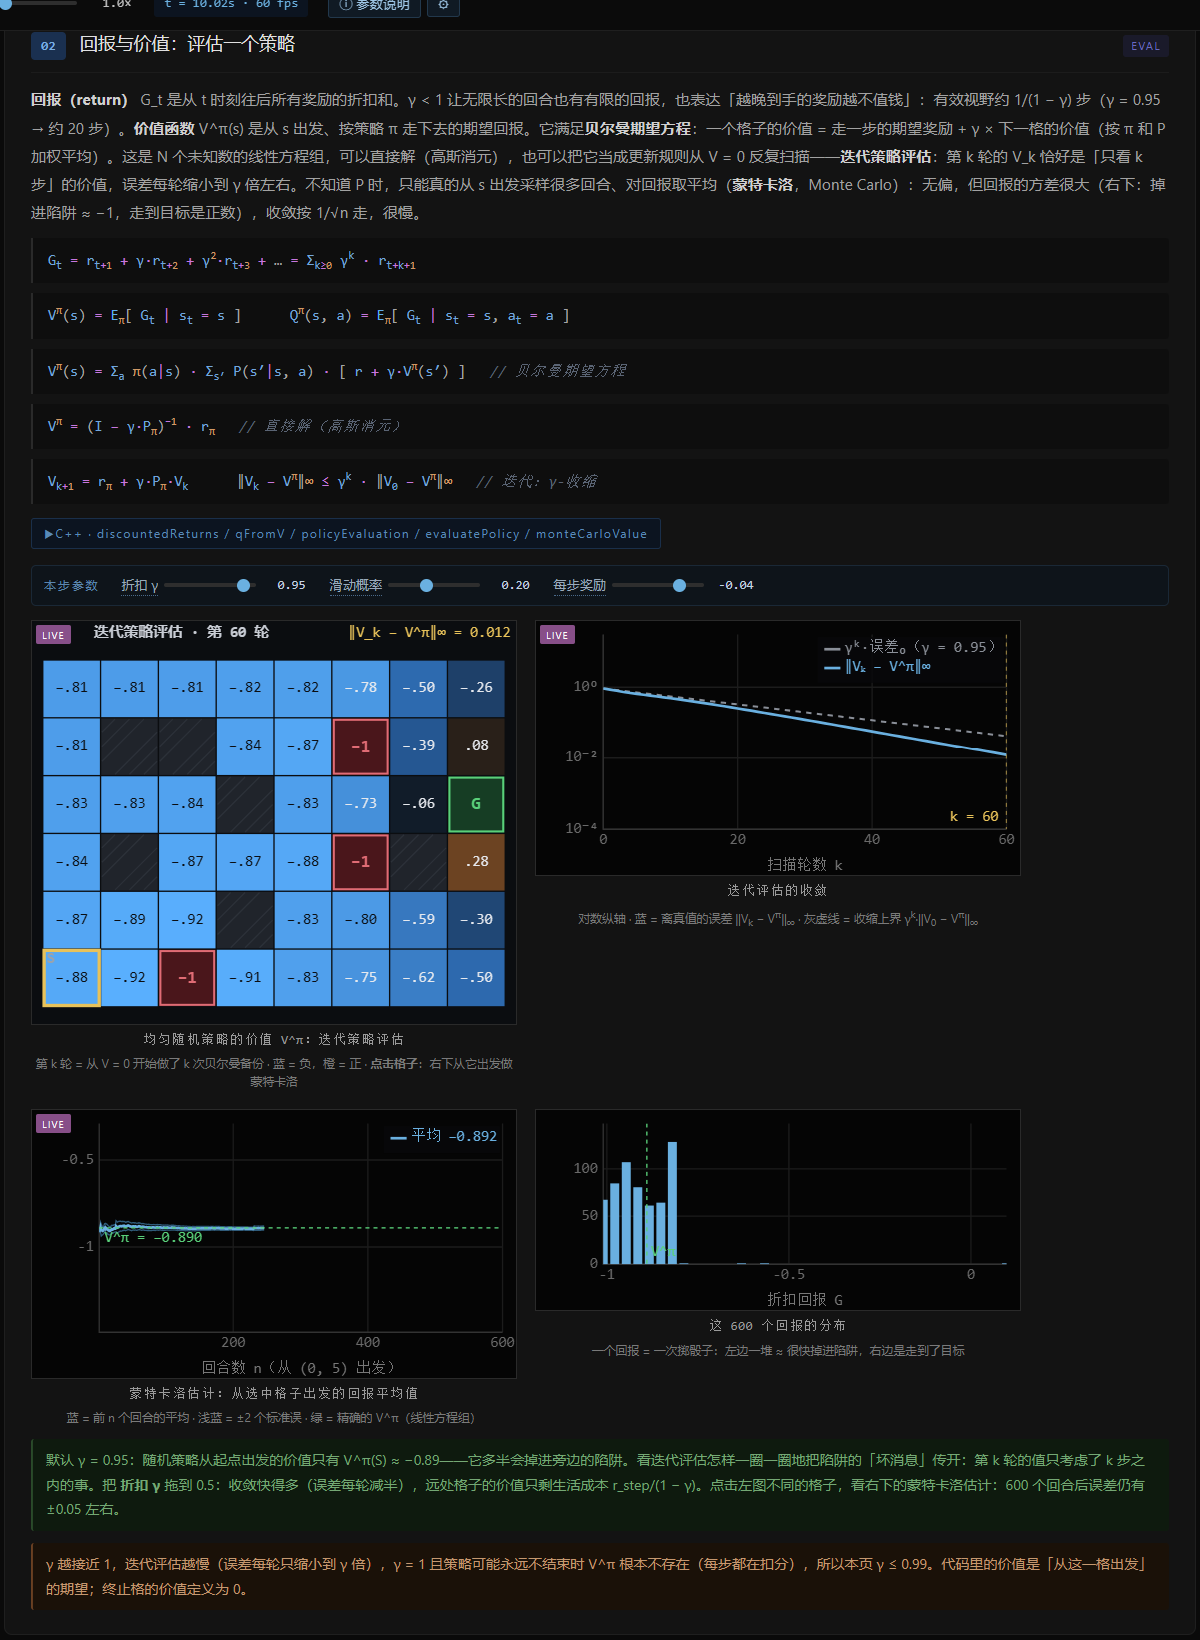 1.0x t = 10.02s · 60 fps ⓘ 参数说明 ⚙
02 回报与价值：评估一个策略 EVAL
回报（return） G_t 是从 t 时刻往后所有奖励的折扣和。γ < 1 让无限长的回合也有有限的回报，也表达「越晚到手的奖励越不值钱」：有效视野约 1/(1 − γ) 步（γ = 0.95
→ 约 20 步）。价值函数 V^π(s) 是从 s 出发、按策略 π 走下去的期望回报。它满足贝尔曼期望方程：一个格子的价值 = 走一步的期望奖励 + γ × 下一格的价值（按 π 和 P
加权平均）。这是 N 个未知数的线性方程组，可以直接解（高斯消元），也可以把它当成更新规则从 V = 0 反复扫描——迭代策略评估：第 k 轮的 V_k 恰好是「只看 k
步」的价值，误差每轮缩小到 γ 倍左右。不知道 P 时，只能真的从 s 出发采样很多回合、对回报取平均（蒙特卡洛，Monte Carlo）：无偏，但回报的方差很大（右下：掉
进陷阱 ≈ −1，走到目标是正数），收敛按 1/√n 走，很慢。
Gₜ = rₜ₊₁ + γ·rₜ₊₂ + γ²·rₜ₊₃ + … = Σ_{k≥0} γᵏ · r_{t+k+1}
V^π(s) = E_π[ Gₜ | sₜ = s ] Q^π(s, a) = E_π[ Gₜ | sₜ = s, aₜ = a ]
V^π(s) = Σ_a π(a|s) · Σ_s′ P(s′|s, a) · [ r + γ·V^π(s′) ] // 贝尔曼期望方程
V^π = (I − γ·P_π)⁻¹ · r_π // 直接解（高斯消元）
V_{k+1} = r_π + γ·P_π·V_k ‖V_k − V^π‖∞ ≤ γᵏ · ‖V₀ − V^π‖∞ // 迭代：γ-收缩
▶C++ · discountedReturns / qFromV / policyEvaluation / evaluatePolicy / monteCarloValue
本步参数 折扣 γ 0.95 滑动概率 0.20 每步奖励 -0.04
LIVE 迭代策略评估 · 第 60 轮 ‖V_k − V^π‖∞ = 0.012
−.81 −.81 −.81 −.82 −.82 −.78 −.50 −.26
−.81 −.84 −.87 −1 −.39 .08
−.83 −.83 −.84 −.83 −.73 −.06 G
−.84 −.87 −.87 −.88 −1 .28
−.87 −.89 −.92 −.83 −.80 −.59 −.30
−.88 −.92 −1 −.91 −.83 −.75 −.62 −.50
均匀随机策略的价值 V^π：迭代策略评估
第 k 轮 = 从 V = 0 开始做了 k 次贝尔曼备份 · 蓝 = 负，橙 = 正 · 点击格子：右下从它出发做
蒙特卡洛
LIVE
γᵏ·误差₀（γ = 0.95）
‖Vₖ − V^π‖∞
10⁰
10⁻²
10⁻⁴
k = 60
0 20 40 60
扫描轮数 k
迭代评估的收敛
对数纵轴 · 蓝 = 离真值的误差 ‖V_k − V^π‖∞ · 灰虚线 = 收缩上界 γᵏ·‖V₀ − V^π‖∞
LIVE
平均 −0.892
-0.5
-1
V^π = −0.890
200 400 600
回合数 n（从 (0, 5) 出发）
蒙特卡洛估计：从选中格子出发的回报平均值
蓝 = 前 n 个回合的平均 · 浅蓝 = ±2 个标准误 · 绿 = 精确的 V^π（线性方程组）
100
50
0
-1 -0.5 0
折扣回报 G
这 600 个回报的分布
一个回报 = 一次掷骰子：左边一堆 ≈ 很快掉进陷阱，右边是走到了目标
默认 γ = 0.95：随机策略从起点出发的价值只有 V^π(S) ≈ −0.89——它多半会掉进旁边的陷阱。看迭代评估怎样一圈一圈地把陷阱的「坏消息」传开：第 k 轮的值只考虑了 k 步之
内的事。把 折扣 γ 拖到 0.5：收敛快得多（误差每轮减半），远处格子的价值只剩生活成本 r_step/(1 − γ)。点击左图不同的格子，看右下的蒙特卡洛估计：600 个回合后误差仍有
±0.05 左右。
γ 越接近 1，迭代评估越慢（误差每轮只缩小到 γ 倍），γ = 1 且策略可能永远不结束时 V^π 根本不存在（每步都在扣分），所以本页 γ ≤ 0.99。代码里的价值是「从这一格出发」
的期望；终止格的价值定义为 0。